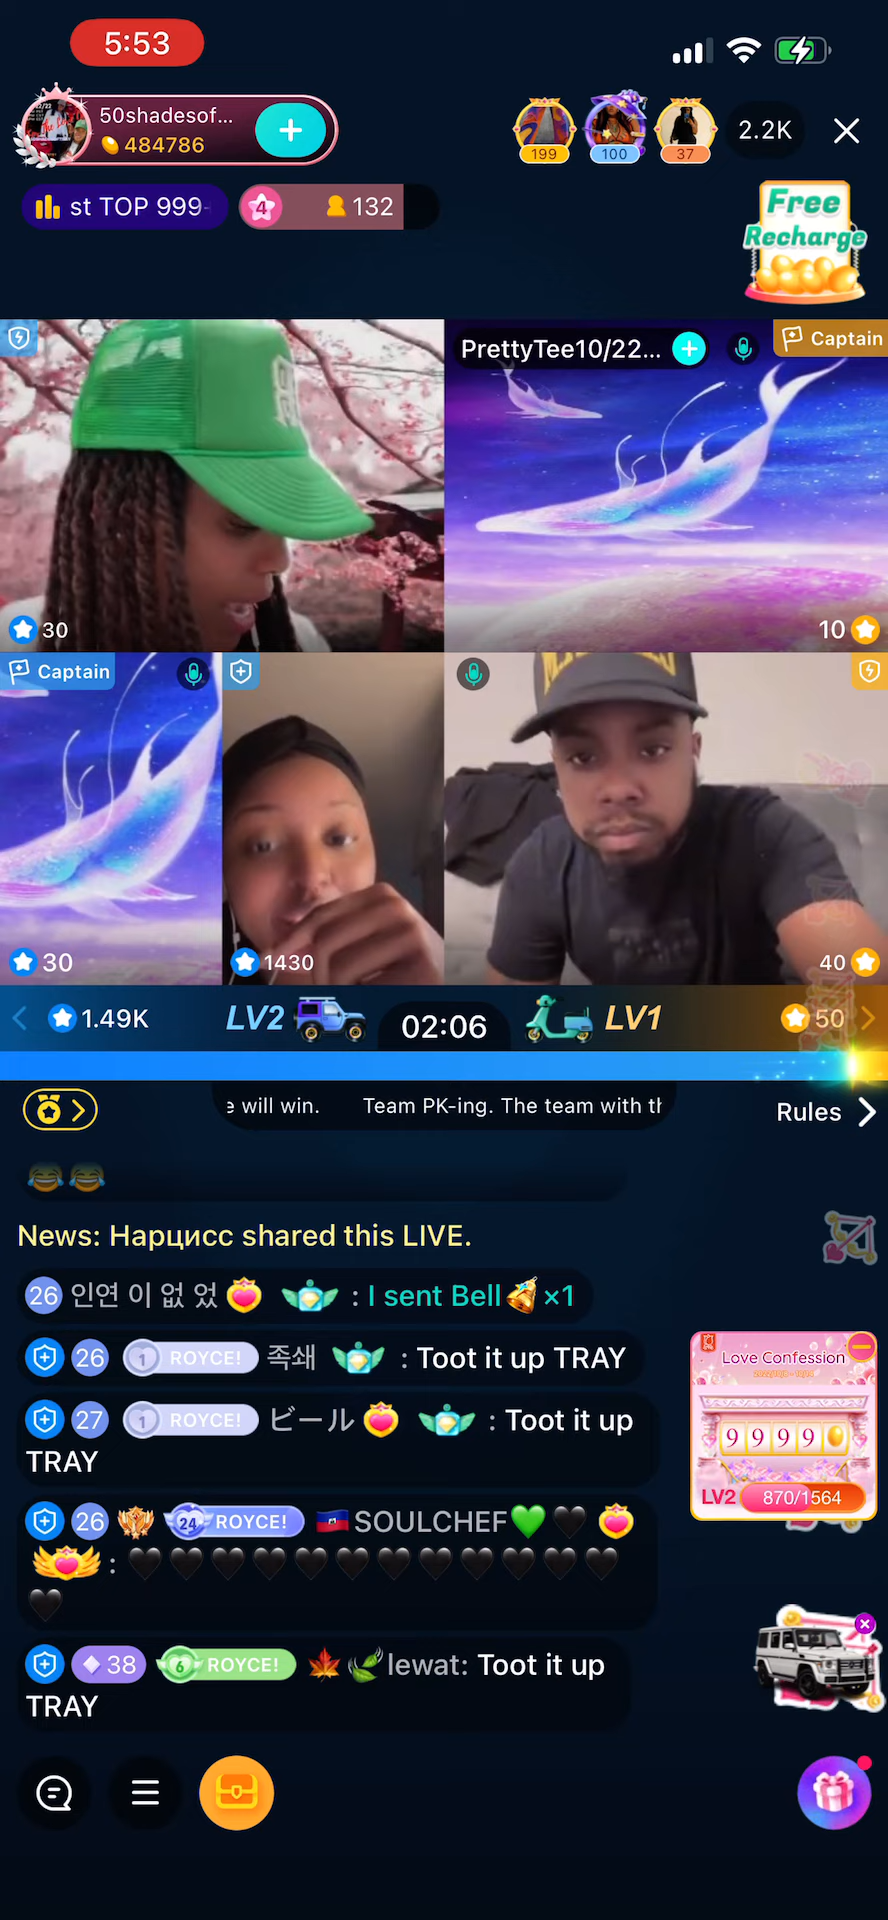 5:53
50shadesof...
484786
199
100
37
2.2K
st TOP 999
4
132
Free
Recharge
PrettyTee10/22...
Captain
30
10
Captain
30
1430
40
1.49K
LV2
02:06
LV1
50
e will win.
Team PK-ing. The team with th
Rules
😂😂
News: Нарцисс shared this LIVE.
26 인연 이 없 었 : I sent Bell ×1
26 1 ROYCE! 족쇄 : Toot it up TRAY
27 1 ROYCE! ビール : Toot it up
TRAY
26 24 ROYCE! 🇭🇹SOULCHEF💚🖤
: 🖤🖤🖤🖤🖤🖤🖤🖤🖤🖤🖤🖤
🖤
38 6 ROYCE! 🍁🌿lewat: Toot it up
TRAY
Love Confession
9 9 9 9
LV2 870/1564